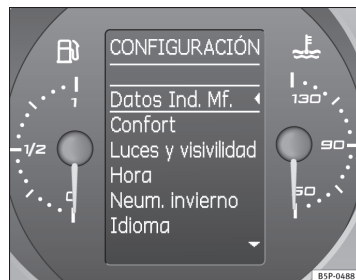 CONFIGURACIÓN
Datos Ind. Mf.
Confort
Luces y visivilidad
Hora
Neum. invierno
Idioma
1
1/2
0
130
90
50
B5P-0488